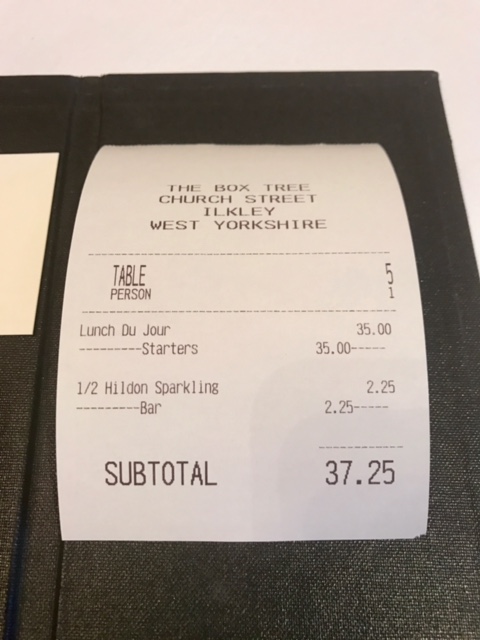 THE BOX TREE
CHURCH STREET
ILKLEY
WEST YORKSHIRE
TABLE 5
PERSON 1
Lunch Du Jour 35.00
---------Starters 35.00-----
1/2 Hildon Sparkling 2.25
---------Bar 2.25-----
SUBTOTAL 37.25